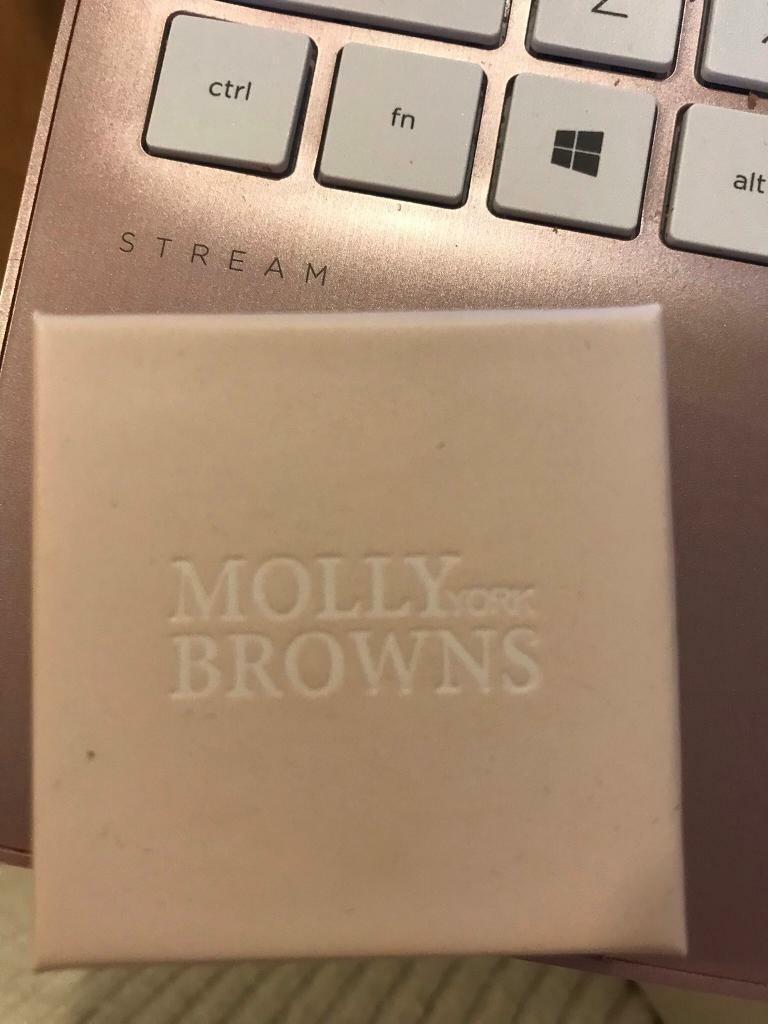 ctrl
fn
Z
alt
STREAM
MOLLY YORK
BROWNS